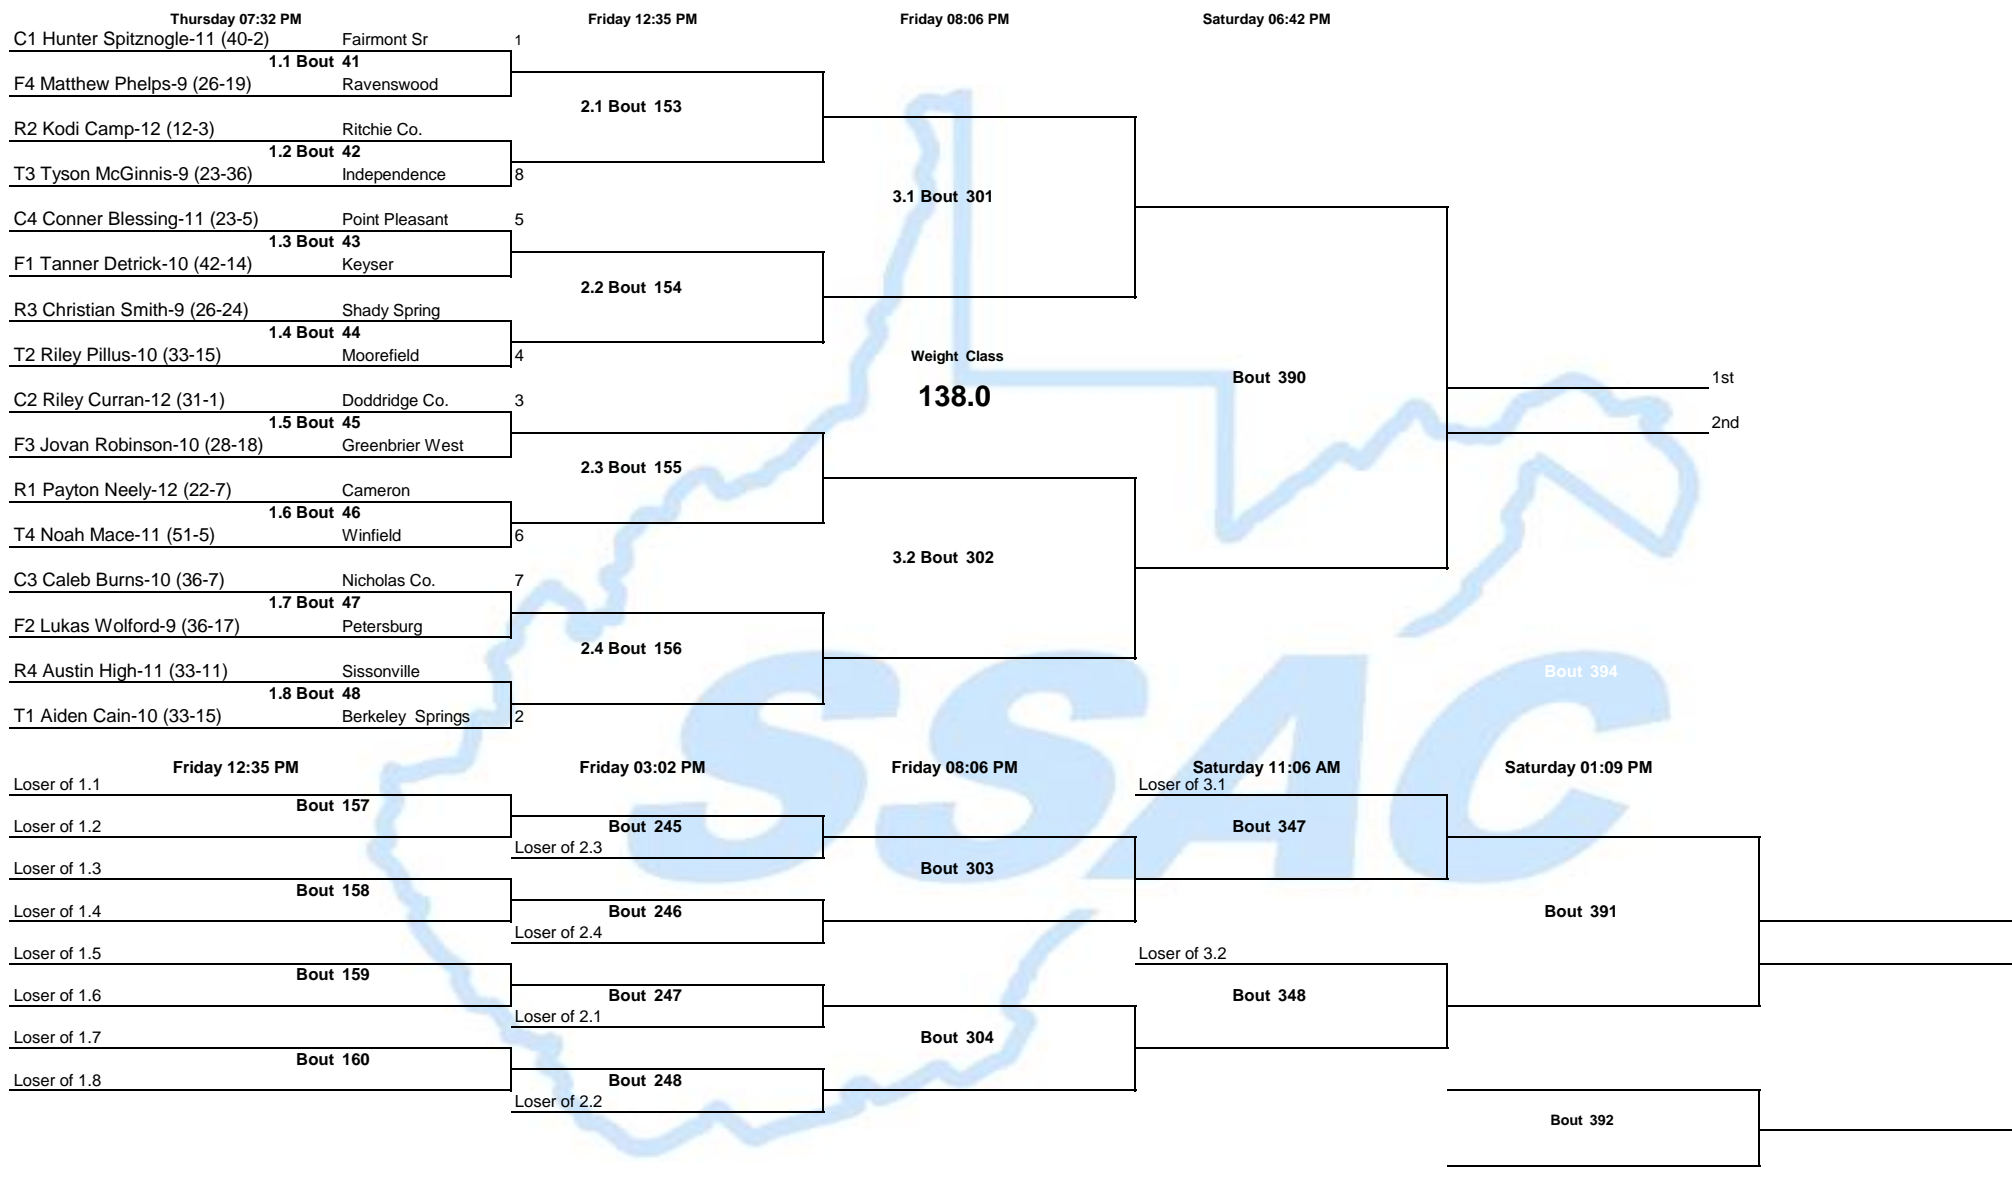 Thursday 07:32 PM Friday 12:35 PM Friday 08:06 PM Saturday 06:42 PM
C1 Hunter Spitznogle-11 (40-2) Fairmont Sr 1
1.1 Bout 41
F4 Matthew Phelps-9 (26-19) Ravenswood
2.1 Bout 153
R2 Kodi Camp-12 (12-3) Ritchie Co.
1.2 Bout 42
T3 Tyson McGinnis-9 (23-36) Independence 8
3.1 Bout 301
C4 Conner Blessing-11 (23-5) Point Pleasant 5
1.3 Bout 43
F1 Tanner Detrick-10 (42-14) Keyser
2.2 Bout 154
R3 Christian Smith-9 (26-24) Shady Spring
1.4 Bout 44
T2 Riley Pillus-10 (33-15) Moorefield 4
Weight Class
138.0
Bout 390
1st
2nd
C2 Riley Curran-12 (31-1) Doddridge Co. 3
1.5 Bout 45
F3 Jovan Robinson-10 (28-18) Greenbrier West
2.3 Bout 155
R1 Payton Neely-12 (22-7) Cameron
1.6 Bout 46
T4 Noah Mace-11 (51-5) Winfield 6
3.2 Bout 302
C3 Caleb Burns-10 (36-7) Nicholas Co. 7
1.7 Bout 47
F2 Lukas Wolford-9 (36-17) Petersburg
2.4 Bout 156
R4 Austin High-11 (33-11) Sissonville
Bout 394
1.8 Bout 48
T1 Aiden Cain-10 (33-15) Berkeley Springs 2
SSAC
Friday 12:35 PM Friday 03:02 PM Friday 08:06 PM Saturday 11:06 AM Saturday 01:09 PM
Loser of 1.1 Loser of 3.1
Bout 157
Loser of 1.2 Bout 245 Bout 347
Loser of 2.3
Loser of 1.3 Bout 303
Bout 158
Loser of 1.4 Bout 246 Bout 391
Loser of 2.4
Loser of 1.5 Loser of 3.2
Bout 159
Loser of 1.6 Bout 247 Bout 348
Loser of 2.1
Loser of 1.7 Bout 304
Bout 160
Loser of 1.8 Bout 248
Loser of 2.2
Bout 392